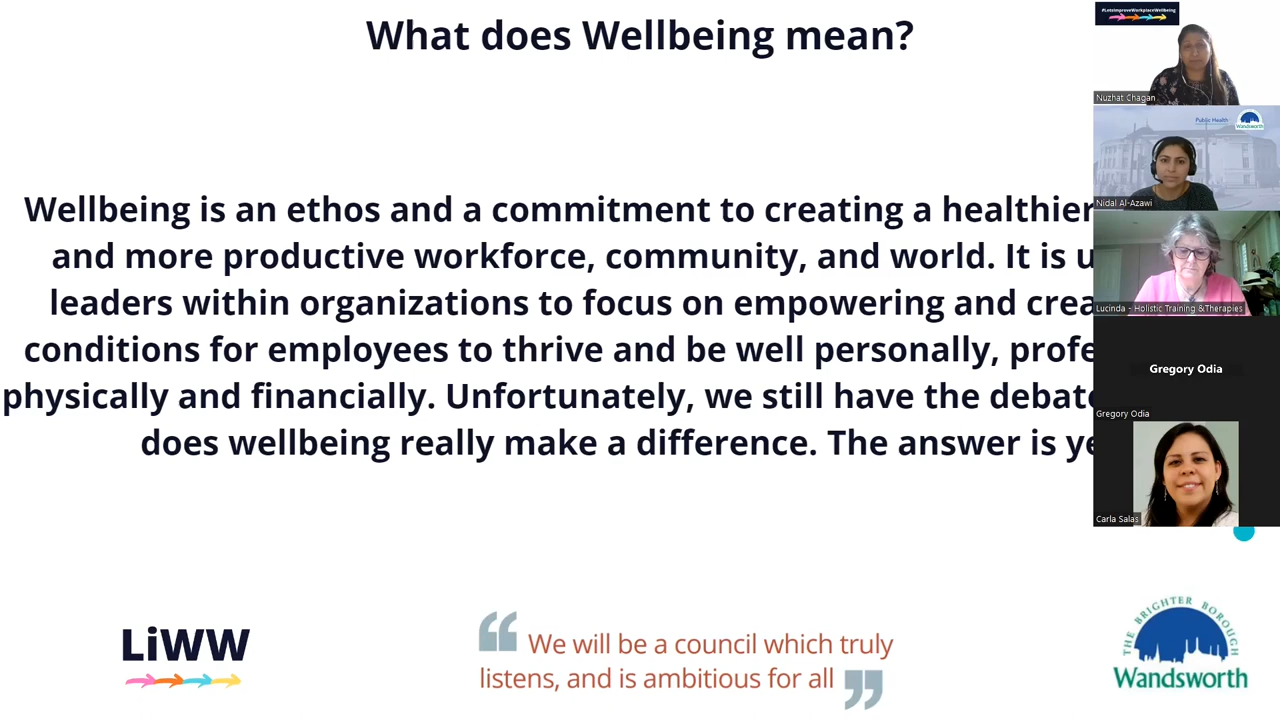 What does Wellbeing mean?
Wellbeing is an ethos and a commitment to creating a healthier
and more productive workforce, community, and world. It is u
leaders within organizations to focus on empowering and crea
conditions for employees to thrive and be well personally, profe
physically and financially. Unfortunately, we still have the debat
does wellbeing really make a difference. The answer is ye
#LetsImproveWorkplaceWellbeing
Nuzhat Chagan
Public Health
Wandsworth
Nidal Al-Azawi
Lucinda - Holistic Training &Therapies
Gregory Odia
Gregory Odia
Carla Salas
LiWW
“ We will be a council which truly
listens, and is ambitious for all ”
THE BRIGHTER BOROUGH
Wandsworth